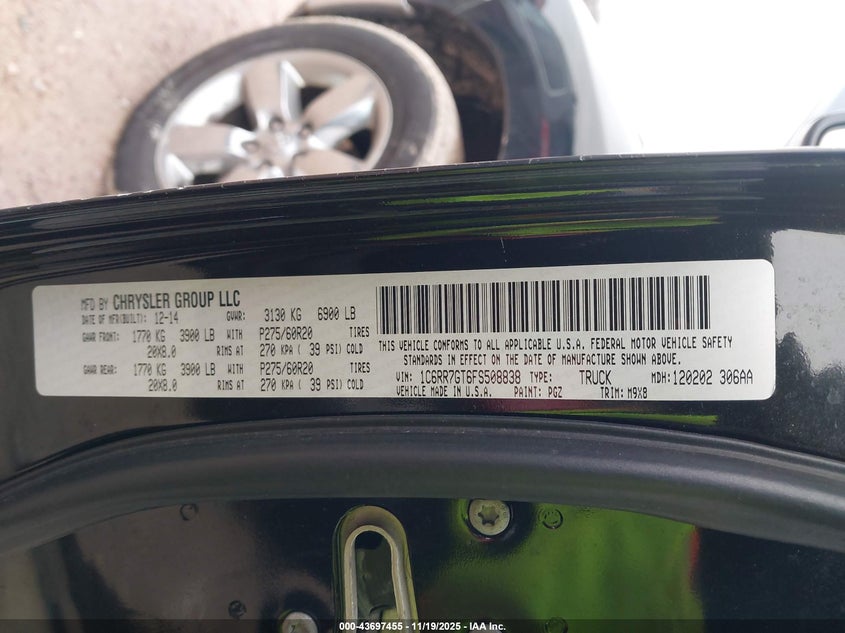 MFD BY CHRYSLER GROUP LLC
DATE OF MFR(BUILT): 12-14 GVWR: 3130 KG 6900 LB
GAWR FRONT: 1770 KG 3900 LB WITH P275/60R20 TIRES
20X8.0 RIMS AT 270 KPA ( 39 PSI) COLD
GAWR REAR: 1770 KG 3900 LB WITH P275/60R20 TIRES
20X8.0 RIMS AT 270 KPA ( 39 PSI) COLD
THIS VEHICLE CONFORMS TO ALL APPLICABLE U.S.A. FEDERAL MOTOR VEHICLE SAFETY
STANDARDS IN EFFECT ON THE DATE OF MANUFACTURE SHOWN ABOVE.
VIN: 1C6RR7GT6FS508838 TYPE: TRUCK MDH: 120202 306AA
VEHICLE MADE IN U.S.A. PAINT: PGZ TRIM: M9X8
000-43697455 - 11/19/2025 - IAA Inc.